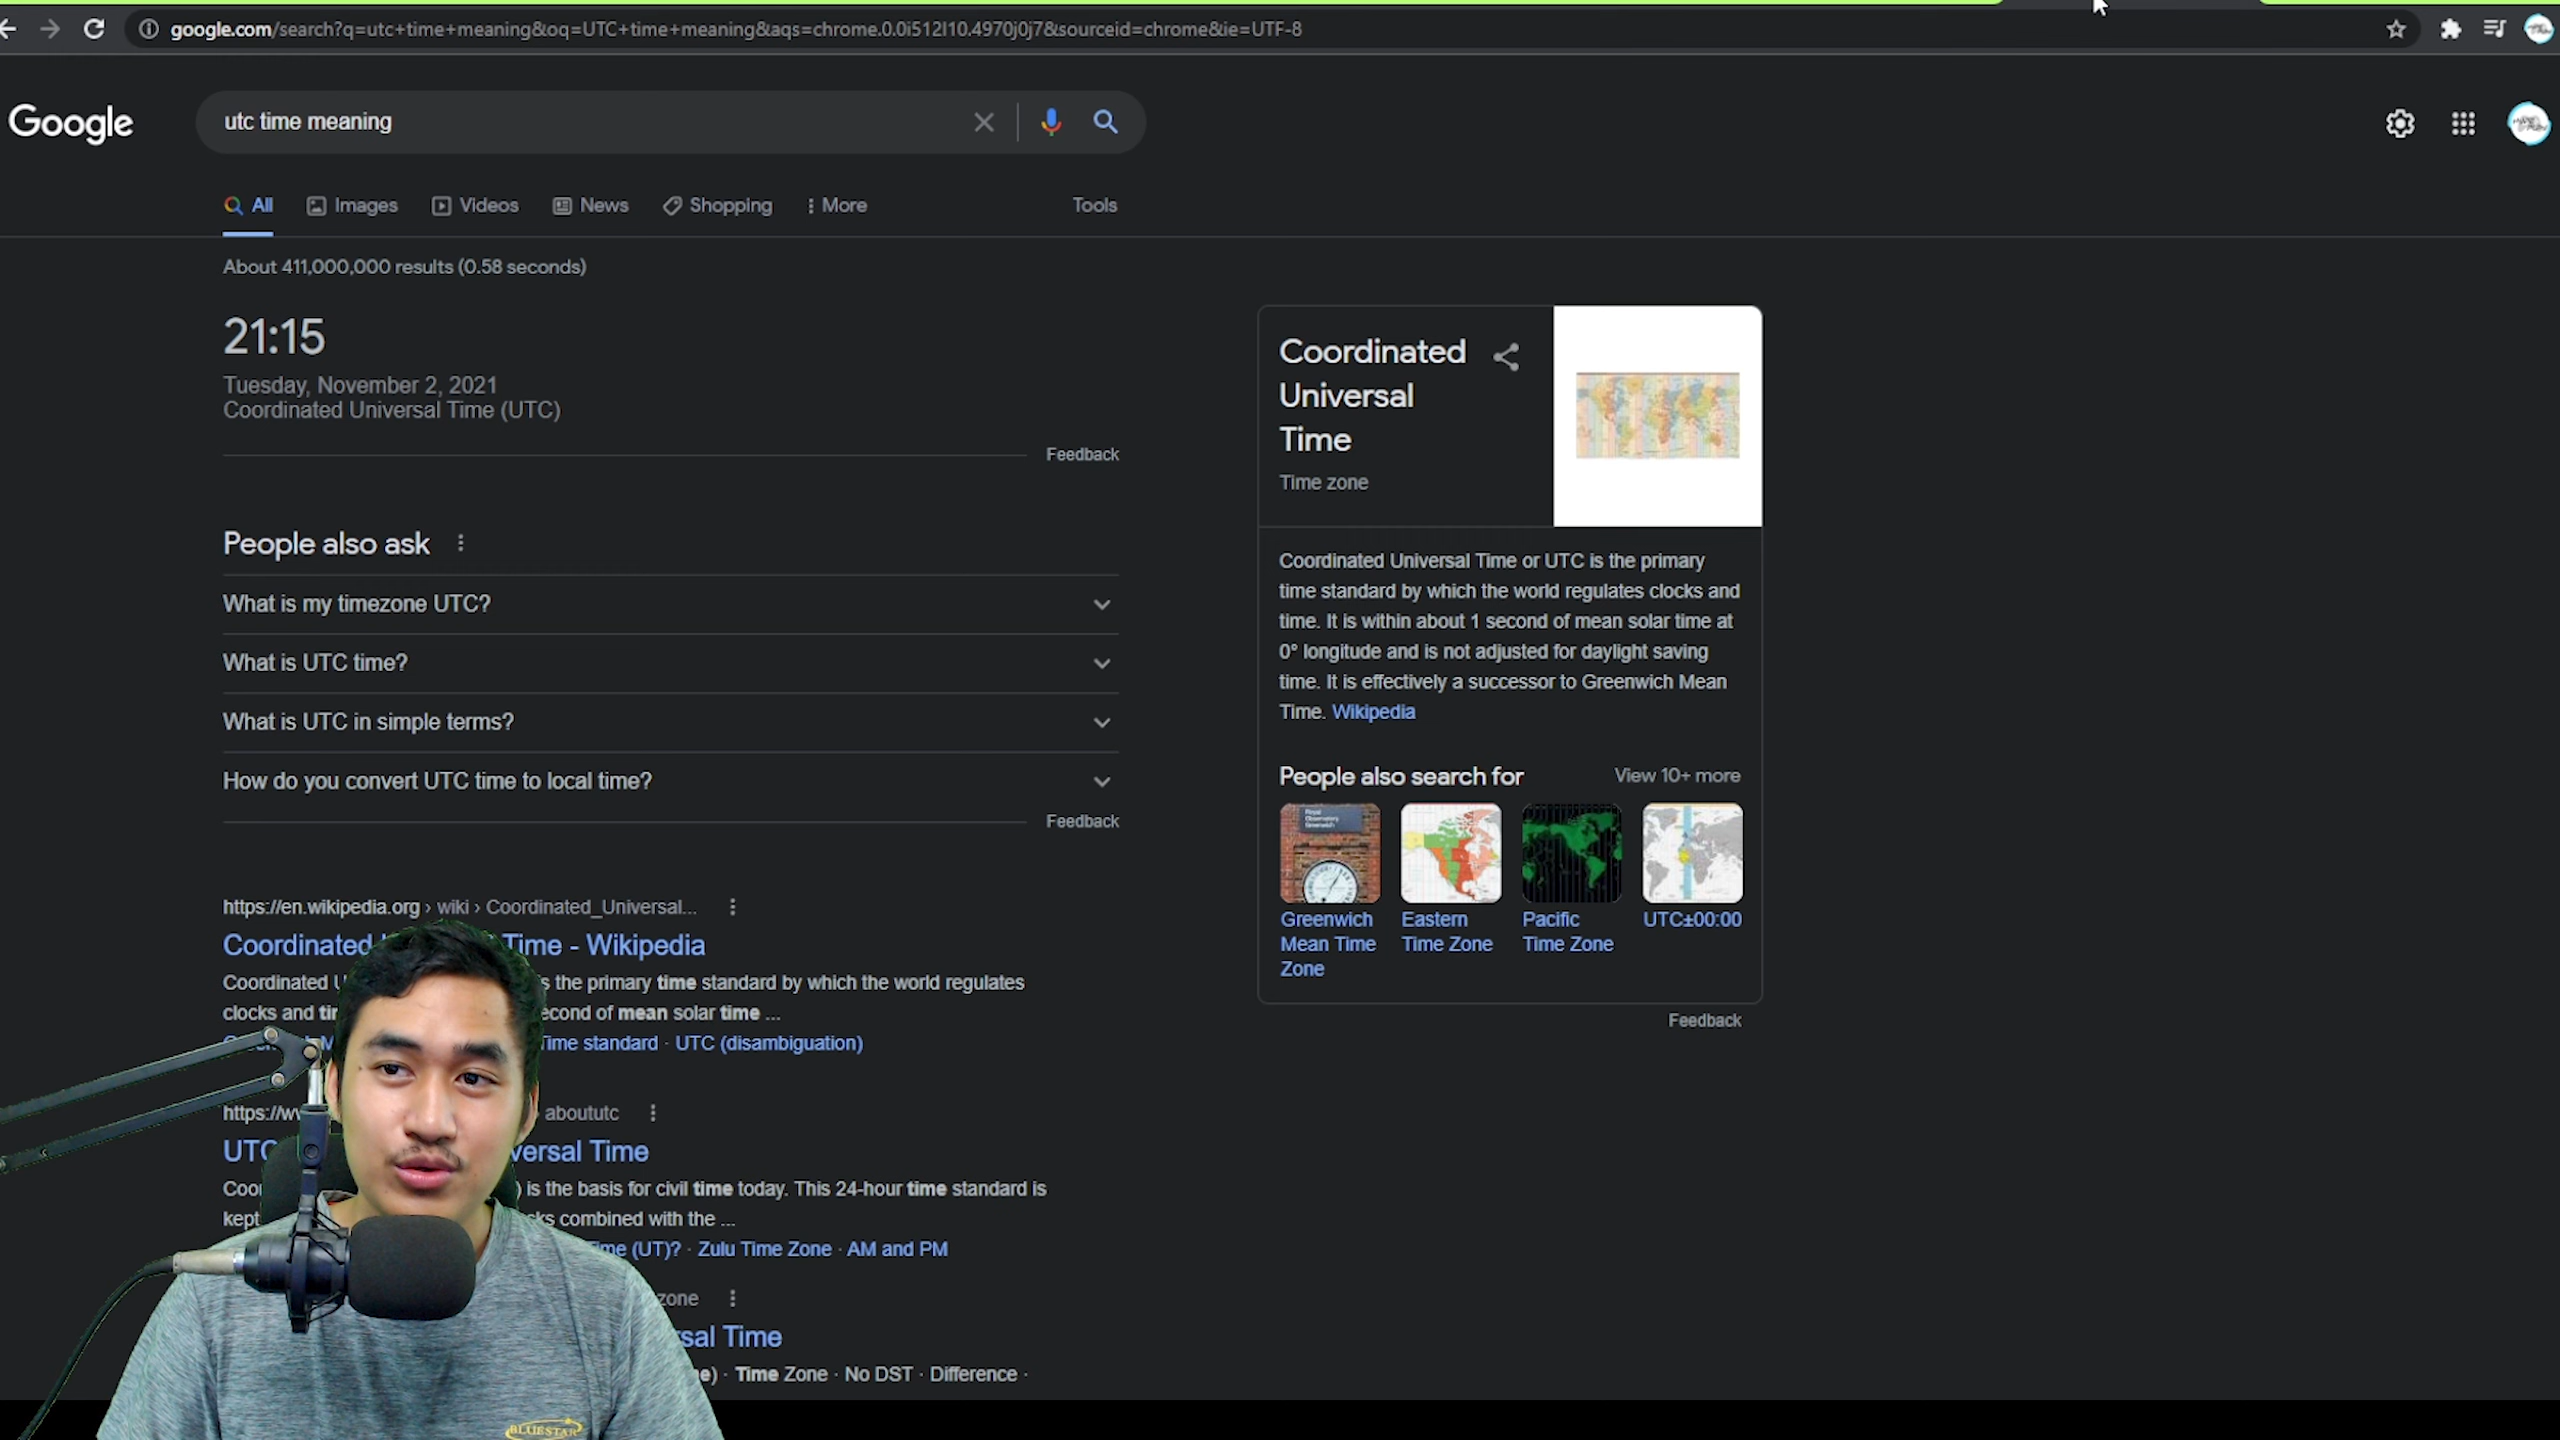 google.com/search?q=utc+time+meaning&oq=UTC+time+meaning&aqs=chrome.0.0i512l10.4970j0j7&sourceid=chrome&ie=UTF-8
Google
utc time meaning
All
Images
Videos
News
Shopping
More
Tools
About 411,000,000 results (0.58 seconds)
21:15
Tuesday, November 2, 2021
Coordinated Universal Time (UTC)
Feedback
People also ask
What is my timezone UTC?
What is UTC time?
What is UTC in simple terms?
How do you convert UTC time to local time?
Feedback
https://en.wikipedia.org › wiki › Coordinated_Universal...
Coordinated Time - Wikipedia
Coordinated the primary time standard by which the world regulates
clocks and of mean solar time ...
Time standard · UTC (disambiguation)
aboututc
UTC Time
is the basis for civil time today. This 24-hour time standard is
kept combined with the ...
(UT)? · Zulu Time Zone · AM and PM
zone
Time
· Time Zone · No DST · Difference ·
BLUESTAR
Coordinated
Universal
Time
Time zone
Coordinated Universal Time or UTC is the primary
time standard by which the world regulates clocks and
time. It is within about 1 second of mean solar time at
0° longitude and is not adjusted for daylight saving
time. It is effectively a successor to Greenwich Mean
Time. Wikipedia
People also search for
View 10+ more
Royal
Observatory
Greenwich
Greenwich
Mean Time
Zone
Eastern
Time Zone
Pacific
Time Zone
UTC±00:00
Feedback